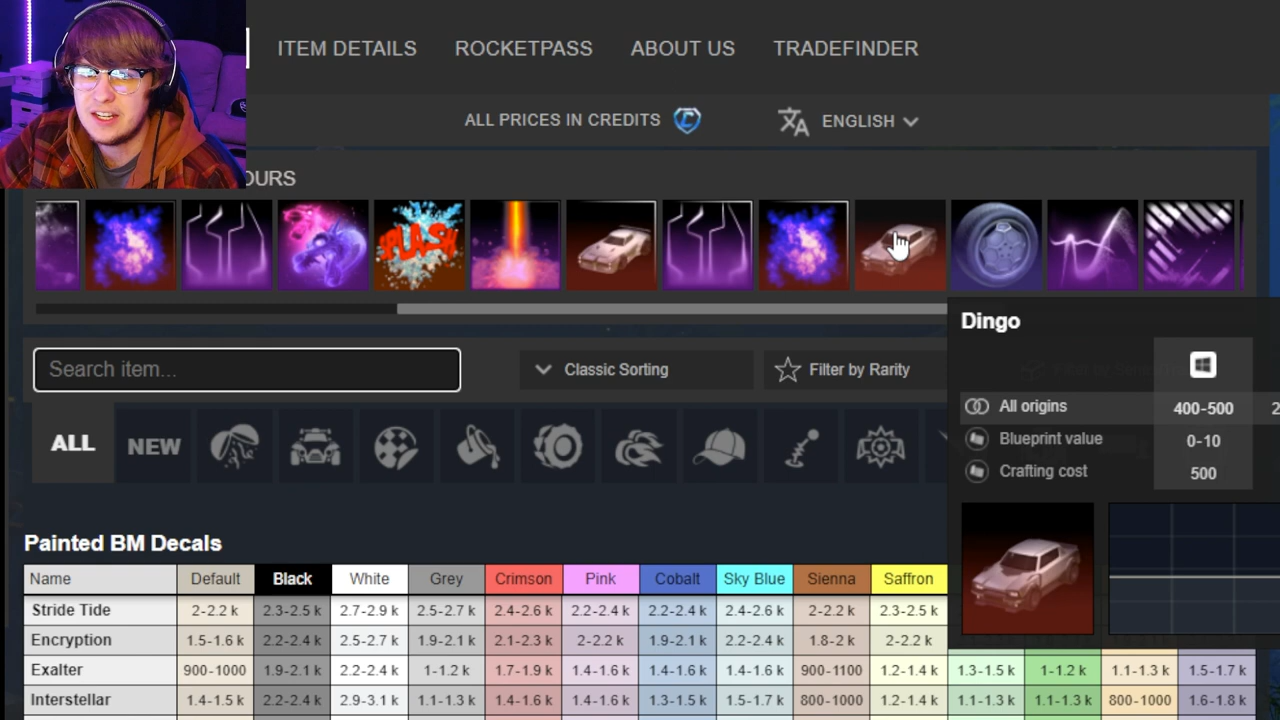 ITEM DETAILS ROCKETPASS ABOUT US TRADEFINDER
ALL PRICES IN CREDITS ENGLISH
OURS
SPLASH
Dingo
Search item... Classic Sorting Filter by Rarity
All origins 400-500 2
Blueprint value 0-10
Crafting cost 500
ALL NEW
Painted BM Decals
Name Default Black White Grey Crimson Pink Cobalt Sky Blue Sienna Saffron
Stride Tide 2-2.2 k 2.3-2.5 k 2.7-2.9 k 2.5-2.7 k 2.4-2.6 k 2.2-2.4 k 2.2-2.4 k 2.4-2.6 k 2-2.2 k 2.3-2.5 k
Encryption 1.5-1.6 k 2.2-2.4 k 2.5-2.7 k 1.9-2.1 k 2.1-2.3 k 2-2.2 k 1.9-2.1 k 2.2-2.4 k 1.8-2 k 2-2.2 k
Exalter 900-1000 1.9-2.1 k 2.2-2.4 k 1-1.2 k 1.7-1.9 k 1.4-1.6 k 1.4-1.6 k 1.4-1.6 k 900-1100 1.2-1.4 k 1.3-1.5 k 1-1.2 k 1.1-1.3 k 1.5-1.7 k
Interstellar 1.4-1.5 k 2.2-2.4 k 2.9-3.1 k 1.1-1.3 k 1.4-1.6 k 1.4-1.6 k 1.3-1.5 k 1.5-1.7 k 800-1000 1.2-1.4 k 1.1-1.3 k 1.1-1.3 k 800-1000 1.6-1.8 k